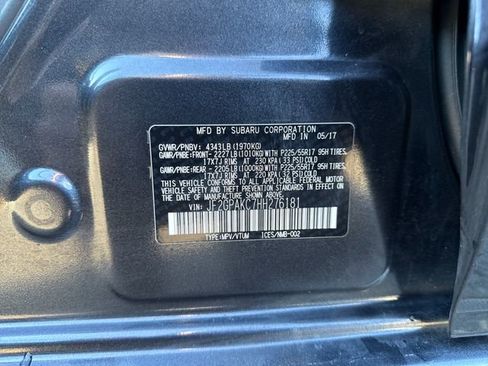 MFD. BY 05/17
SUBARU CORPORATION
GVWR/PNBV: 4343LB(1970KG)
GAWR/PNBE:FRONT- 2227LB(1010KG)WITH P225/55R17 95H TIRES,
17X7J RIMS AT 230 KPA(33 PSI)COLD
GAWR/PNBE:REAR - 2205LB(1000KG)WITH P225/55R17 95H TIRES,
17X7J RIMS AT 220 KPA(32 PSI)COLD
THIS VEHICLE CONFORMS TO ALL APPLICABLE FEDERAL MOTOR
VEHICLE SAFETY, BUMPER, AND THEFT PREVENTION
STANDARDS IN EFFECT ON THE
DATE OF MANUFACTURE SHOWN ABOVE.
VIN: JF2GPAKC7HH276181
TYPE:MPV/VTUM ICES/NMB-002